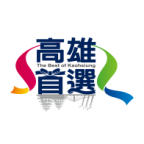 高雄
The Best of Kaohsiung
首選